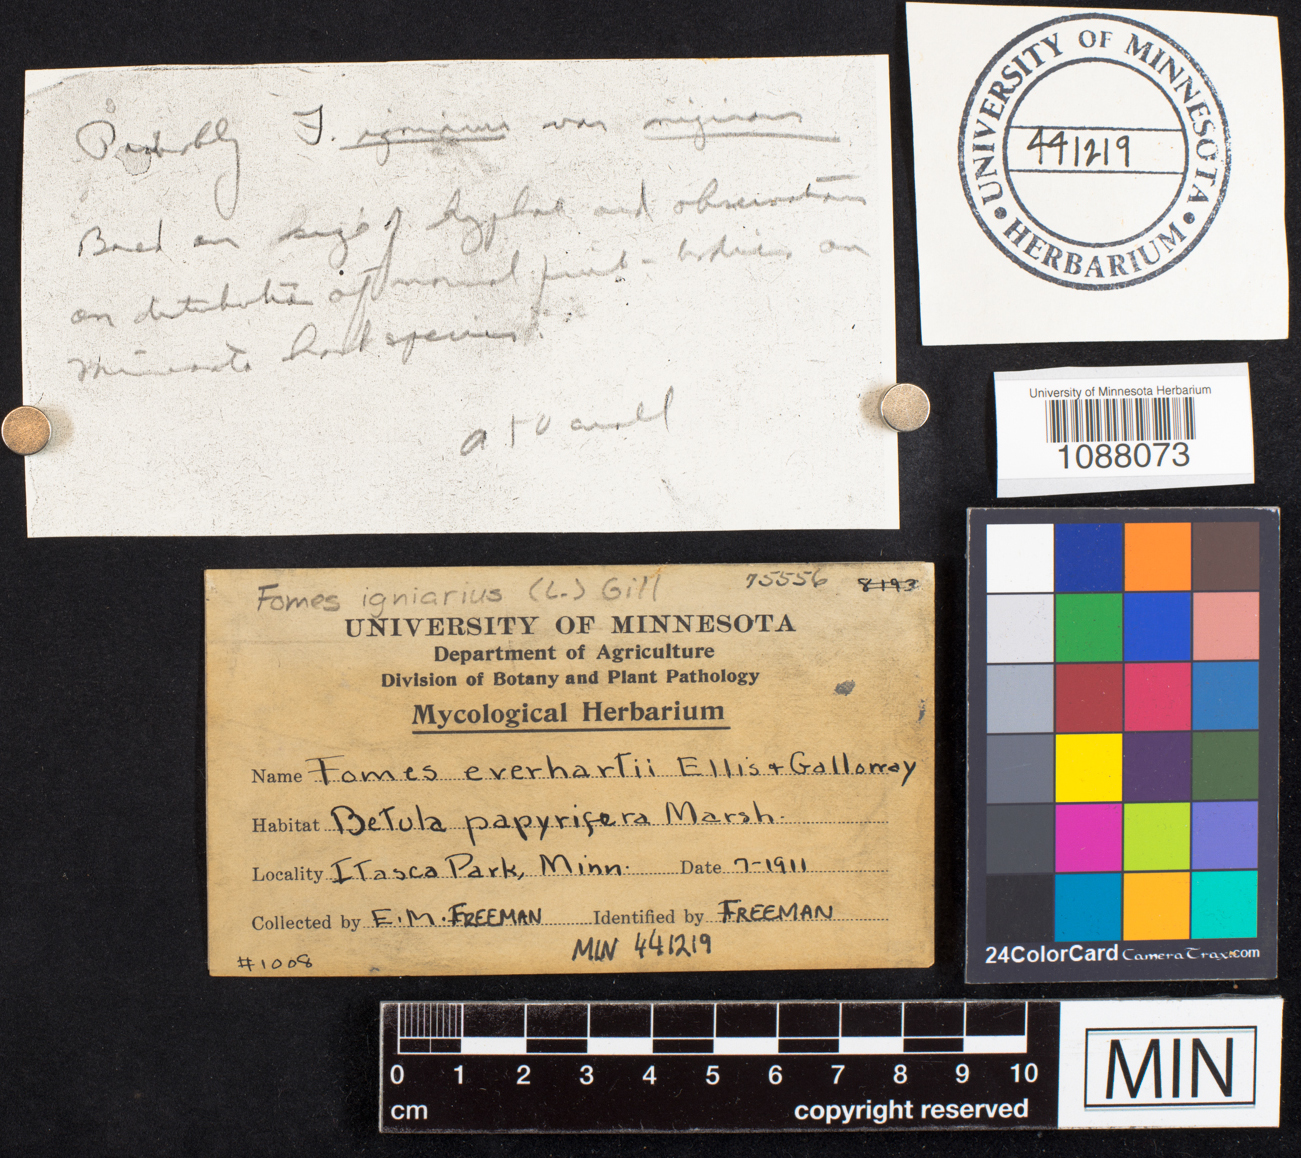 Probably F. igniarius var nigricans
Based on size of hyphae and observations
on distribution of normal fruit-bodies on
Minnesota host species.
UNIVERSITY OF MINNESOTA
HERBARIUM
441219
University of Minnesota Herbarium
1088073
Fomes igniarius (L.) Gill
75556 8193
UNIVERSITY OF MINNESOTA
Department of Agriculture
Division of Botany and Plant Pathology
Mycological Herbarium
Name Fomes everhartii Ellis & Galloway
Habitat Betula papyrifera Marsh.
Locality Itasca Park, Minn. Date 7-1911
Collected by E.M. FREEMAN Identified by FREEMAN
MIN 441219
#1008
24ColorCard CameraTrax.com
0 1 2 3 4 5 6 7 8 9 10
cm
copyright reserved
MIN